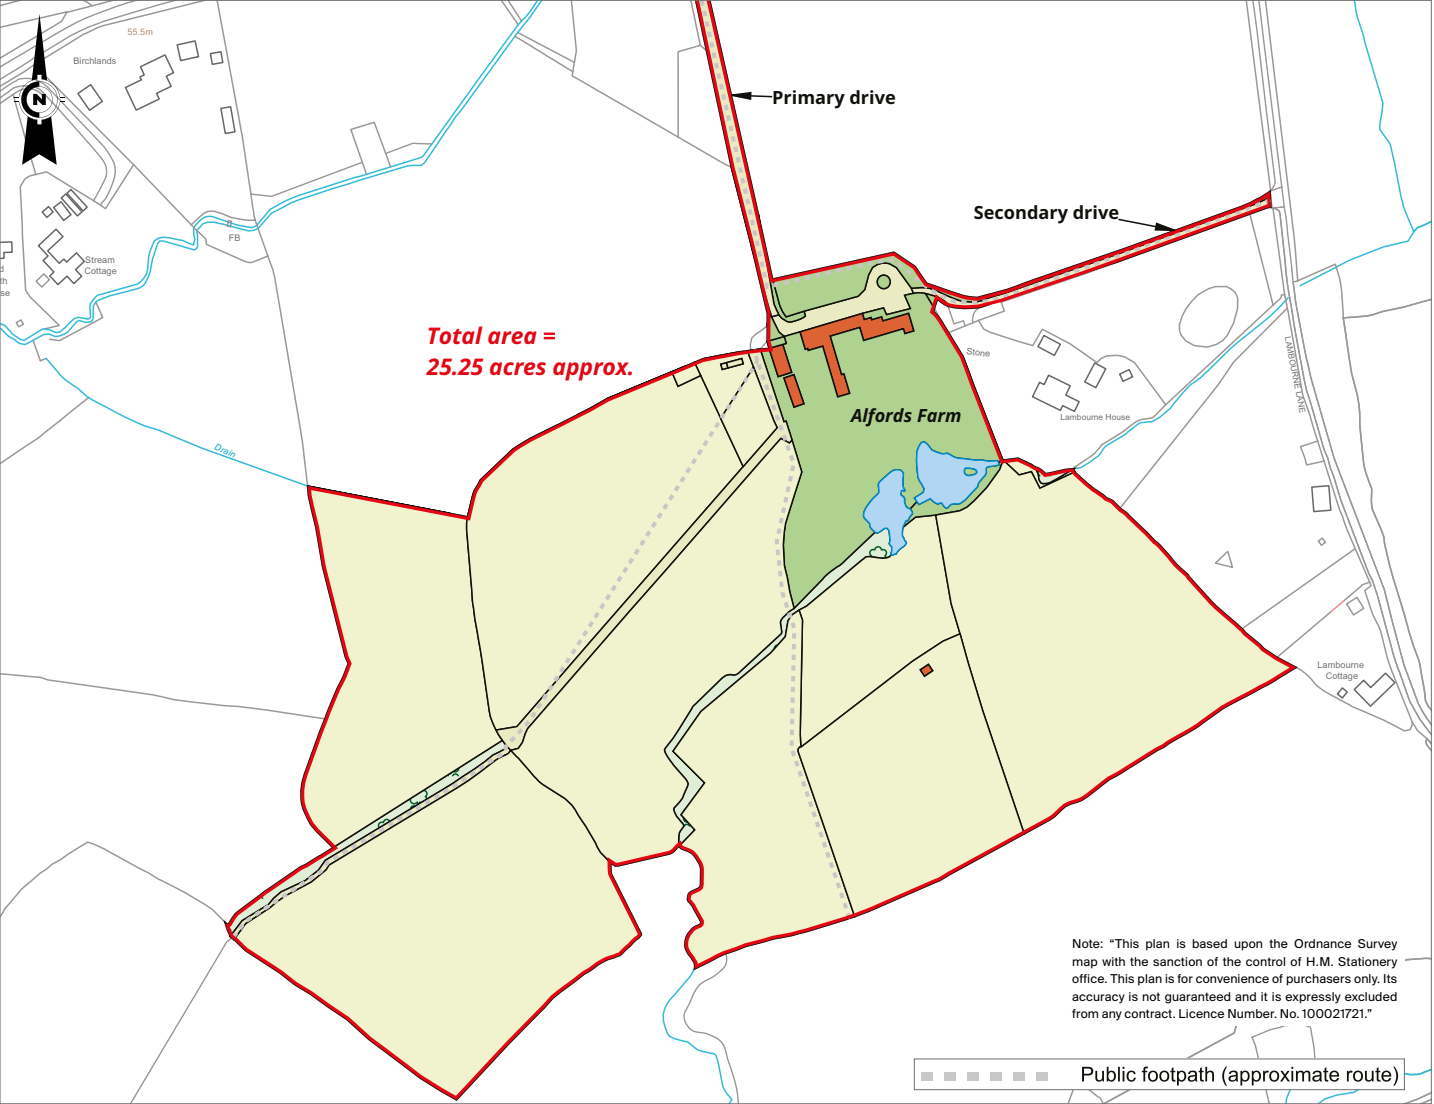 55.5m
Birchlands
N
Primary drive
Secondary drive
FB
Stream
Cottage
d
th
se
Total area =
25.25 acres approx.
Stone
LAMBOURNE LANE
Alfords Farm
Lambourne House
Drain
Lambourne
Cottage
Note: “This plan is based upon the Ordnance Survey
map with the sanction of the control of H.M. Stationery
office. This plan is for convenience of purchasers only. Its
accuracy is not guaranteed and it is expressly excluded
from any contract. Licence Number. No. 100021721.”
Public footpath (approximate route)